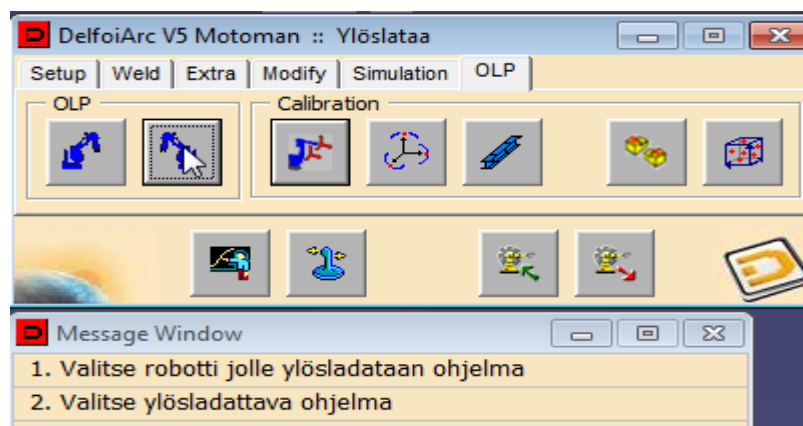 DelfoiArc V5 Motoman :: Ylöslataa
Setup Weld Extra Modify Simulation OLP
OLP Calibration
Message Window
1. Valitse robotti jolle ylösladataan ohjelma
2. Valitse ylösladattava ohjelma